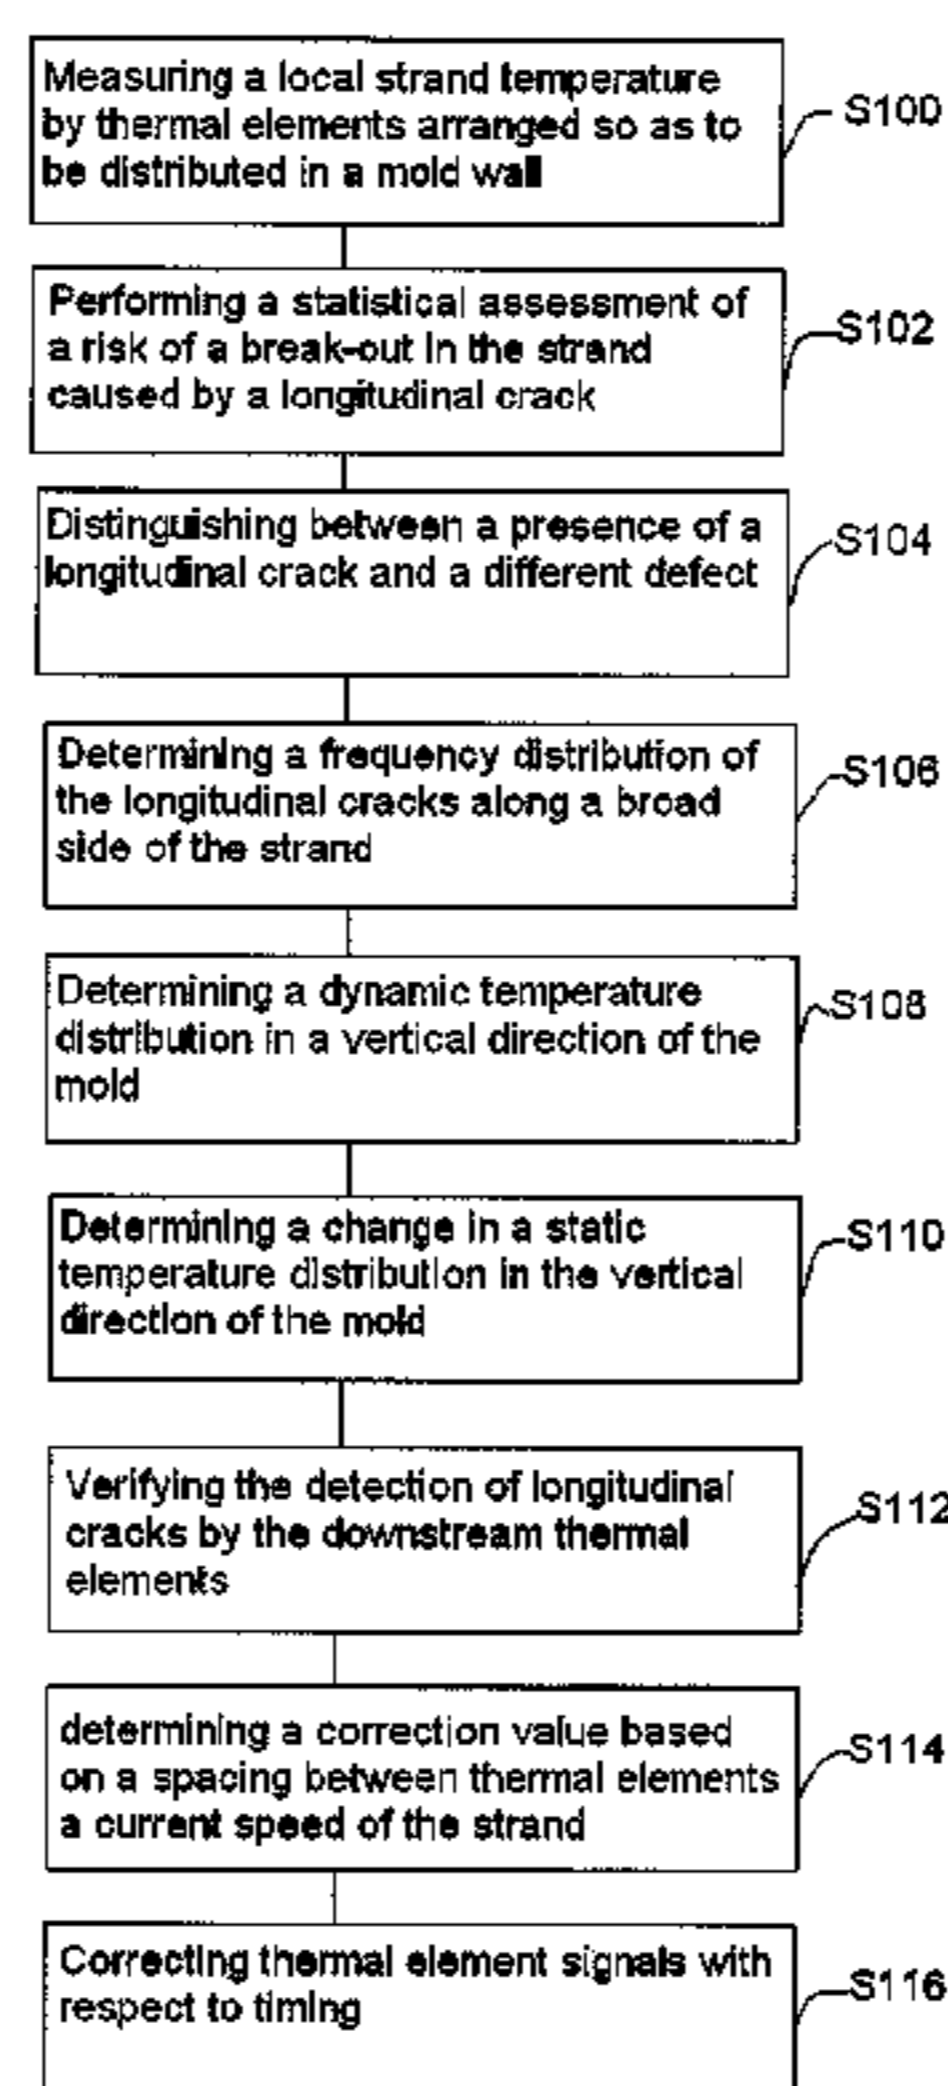 Measuring a local strand temperature
by thermal elements arranged so as to
be distributed in a mold wall
S100
Performing a statistical assessment of
a risk of a break-out in the strand
caused by a longitudinal crack
S102
Distinguishing between a presence of a
longitudinal crack and a different defect
S104
Determining a frequency distribution of
the longitudinal cracks along a broad
side of the strand
S106
Determining a dynamic temperature
distribution in a vertical direction of the
mold
S108
Determining a change in a static
temperature distribution in the vertical
direction of the mold
S110
Verifying the detection of longitudinal
cracks by the downstream thermal
elements
S112
determining a correction value based
on a spacing between thermal elements
a current speed of the strand
S114
Correcting thermal element signals with
respect to timing
S116